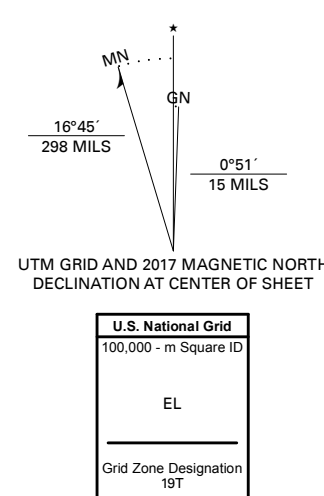 ★
MN
GN
16°45´
298 MILS
0°51´
15 MILS
UTM GRID AND 2017 MAGNETIC NORTH
DECLINATION AT CENTER OF SHEET
U.S. National Grid
100,000 - m Square ID
EL
Grid Zone Designation
19T